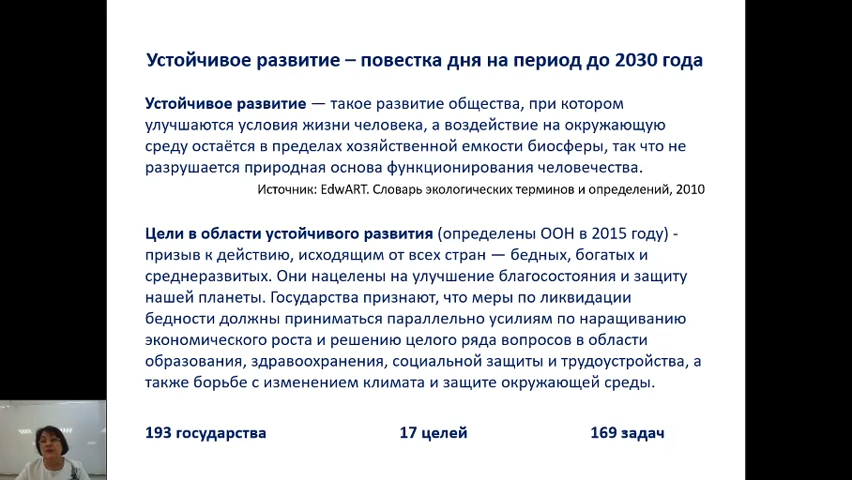 Устойчивое развитие – повестка дня на период до 2030 года
Устойчивое развитие — такое развитие общества, при котором
улучшаются условия жизни человека, а воздействие на окружающую
среду остаётся в пределах хозяйственной емкости биосферы, так что не
разрушается природная основа функционирования человечества.
Источник: EdwART. Словарь экологических терминов и определений, 2010
Цели в области устойчивого развития (определены ООН в 2015 году) -
призыв к действию, исходящим от всех стран — бедных, богатых и
среднеразвитых. Они нацелены на улучшение благосостояния и защиту
нашей планеты. Государства признают, что меры по ликвидации
бедности должны приниматься параллельно усилиям по наращиванию
экономического роста и решению целого ряда вопросов в области
образования, здравоохранения, социальной защиты и трудоустройства, а
также борьбе с изменением климата и защите окружающей среды.
193 государства 17 целей 169 задач